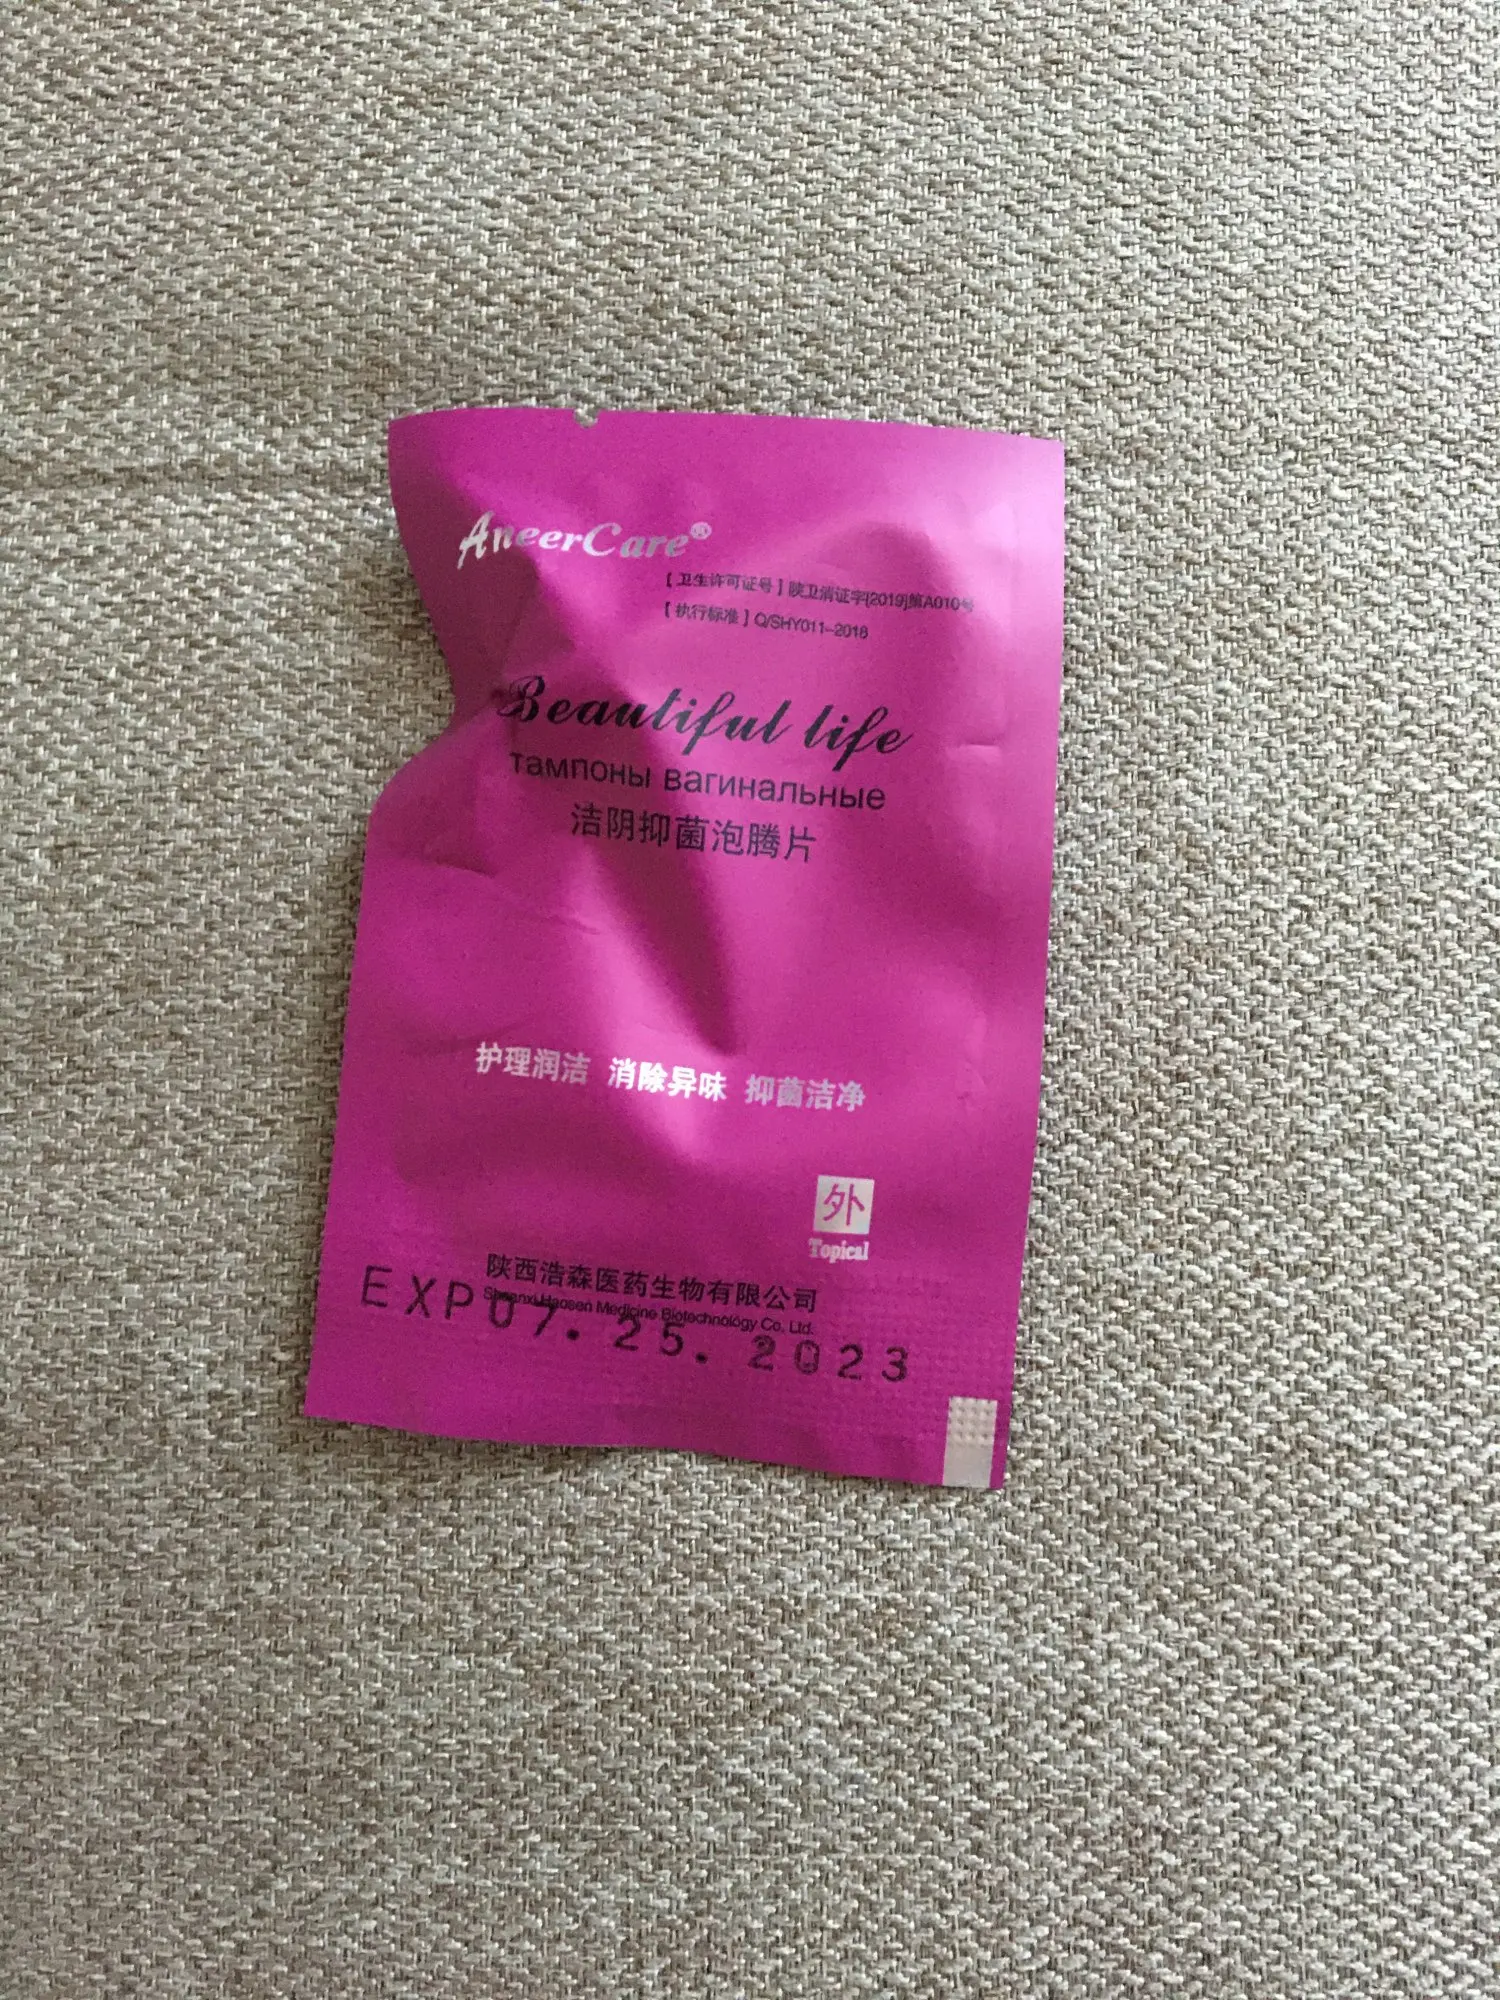 AneerCare®
【卫生许可证号】陕卫消证字[2019]第A010号
【执行标准】Q/SHY011-2018
Beautiful life
тампоны вагинальные
洁阴抑菌泡腾片
护理润洁 消除异味 抑菌洁净
外
Topical
陕西浩森医药生物有限公司
Shaanxi Haosen Medicine Biotechnology Co., Ltd.
EXP07.25.2023